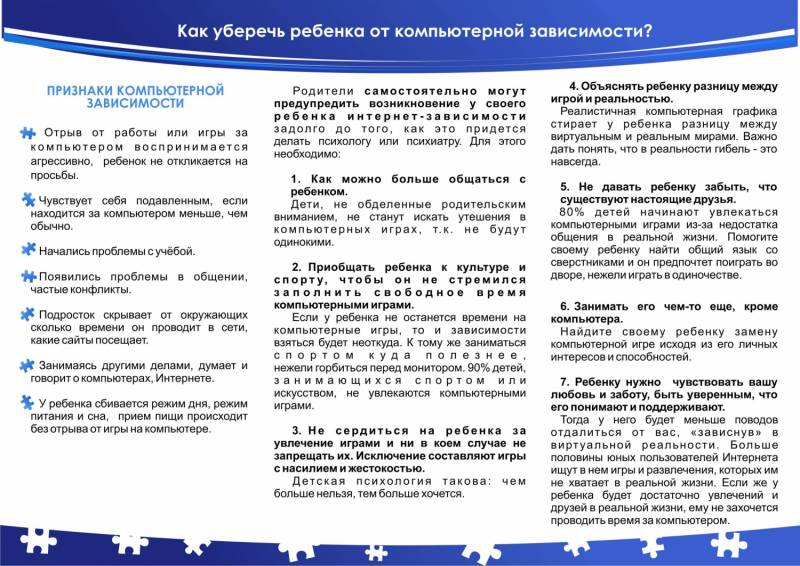 Как уберечь ребенка от компьютерной зависимости?
ПРИЗНАКИ КОМПЬЮТЕРНОЙ
ЗАВИСИМОСТИ
Отрыв от работы или игры за
компьютером воспринимается
агрессивно, ребенок не откликается на
просьбы.
Чувствует себя подавленным, если
находится за компьютером меньше, чем
обычно.
Начались проблемы с учёбой.
Появились проблемы в общении,
частые конфликты.
Подросток скрывает от окружающих
сколько времени он проводит в сети,
какие сайты посещает.
Занимаясь другими делами, думает и
говорит о компьютерах, Интернете.
У ребенка сбивается режим дня, режим
питания и сна, прием пищи происходит
без отрыва от игры на компьютере.
Родители самостоятельно могут
предупредить возникновение у своего
ребенка интернет-зависимости
задолго до того, как это придется
делать психологу или психиатру. Для этого
необходимо:
1. Как можно больше общаться с
ребенком.
Дети, не обделенные родительским
вниманием, не станут искать утешения в
компьютерных играх, т.к. не будут
одинокими.
2. Приобщать ребенка к культуре и
спорту, чтобы он не стремился
заполнить свободное время
компьютерными играми.
Если у ребенка не останется времени на
компьютерные игры, то и зависимости
взяться будет неоткуда. К тому же заниматься
спортом куда полезнее,
нежели горбиться перед монитором. 90% детей,
занимающихся спортом или
искусством, не увлекаются компьютерными
играми.
3. Не сердиться на ребенка за
увлечение играми и ни в коем случае не
запрещать их. Исключение составляют игры
с насилием и жестокостью.
Детская психология такова: чем
больше нельзя, тем больше хочется.
4. Объяснять ребенку разницу между
игрой и реальностью.
Реалистичная компьютерная графика
стирает у ребенка разницу между
виртуальным и реальным мирами. Важно
дать понять, что в реальности гибель - это
навсегда.
5. Не давать ребенку забыть, что
существуют настоящие друзья.
80% детей начинают увлекаться
компьютерными играми из-за недостатка
общения в реальной жизни. Помогите
своему ребенку найти общий язык со
сверстниками и он предпочтет поиграть во
дворе, нежели играть в одиночестве.
6. Занимать его чем-то еще, кроме
компьютера.
Найдите своему ребенку замену
компьютерной игре исходя из его личных
интересов и способностей.
7. Ребенку нужно чувствовать вашу
любовь и заботу, быть уверенным, что
его понимают и поддерживают.
Тогда у него будет меньше поводов
отдалиться от вас, «зависнув» в
виртуальной реальности. Больше
половины юных пользователей Интернета
ищут в нем игры и развлечения, которых им
не хватает в реальной жизни. Если же у
ребенка будет достаточно увлечений и
друзей в реальной жизни, ему не захочется
проводить время за компьютером.